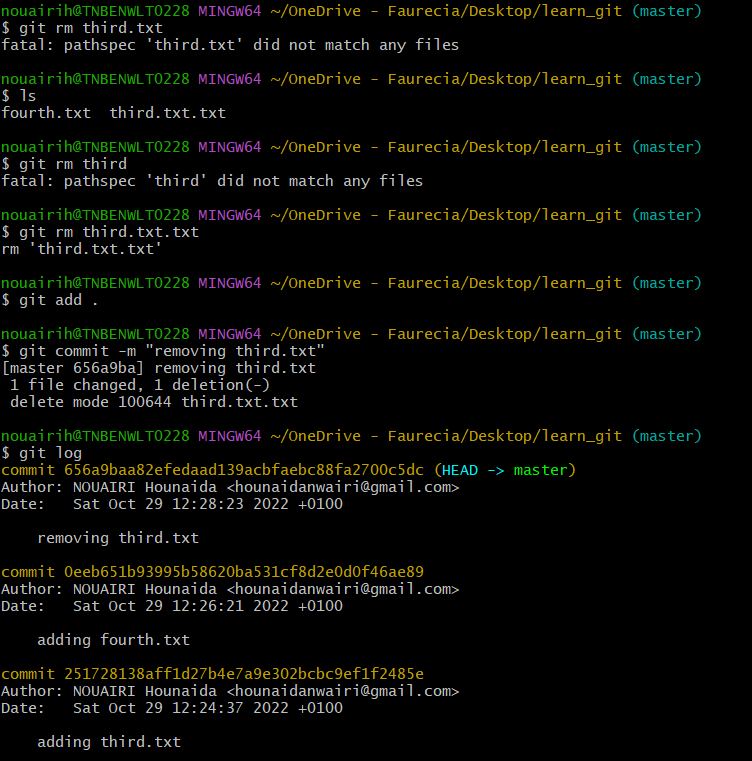 nouairih@TNBENWLT0228 MINGW64 ~/OneDrive - Faurecia/Desktop/learn_git (master)
$ git rm third.txt
fatal: pathspec 'third.txt' did not match any files
nouairih@TNBENWLT0228 MINGW64 ~/OneDrive - Faurecia/Desktop/learn_git (master)
$ ls
fourth.txt  third.txt.txt
nouairih@TNBENWLT0228 MINGW64 ~/OneDrive - Faurecia/Desktop/learn_git (master)
$ git rm third
fatal: pathspec 'third' did not match any files
nouairih@TNBENWLT0228 MINGW64 ~/OneDrive - Faurecia/Desktop/learn_git (master)
$ git rm third.txt.txt
rm 'third.txt.txt'
nouairih@TNBENWLT0228 MINGW64 ~/OneDrive - Faurecia/Desktop/learn_git (master)
$ git add .
nouairih@TNBENWLT0228 MINGW64 ~/OneDrive - Faurecia/Desktop/learn_git (master)
$ git commit -m "removing third.txt"
[master 656a9ba] removing third.txt
 1 file changed, 1 deletion(-)
 delete mode 100644 third.txt.txt
nouairih@TNBENWLT0228 MINGW64 ~/OneDrive - Faurecia/Desktop/learn_git (master)
$ git log
commit 656a9baa82efedaad139acbfaebc88fa2700c5dc (HEAD -> master)
Author: NOUAIRI Hounaida <hounaidanwairi@gmail.com>
Date:   Sat Oct 29 12:28:23 2022 +0100
    removing third.txt
commit 0eeb651b93995b58620ba531cf8d2e0d0f46ae89
Author: NOUAIRI Hounaida <hounaidanwairi@gmail.com>
Date:   Sat Oct 29 12:26:21 2022 +0100
    adding fourth.txt
commit 251728138aff1d27b4e7a9e302bcbc9ef1f2485e
Author: NOUAIRI Hounaida <hounaidanwairi@gmail.com>
Date:   Sat Oct 29 12:24:37 2022 +0100
    adding third.txt